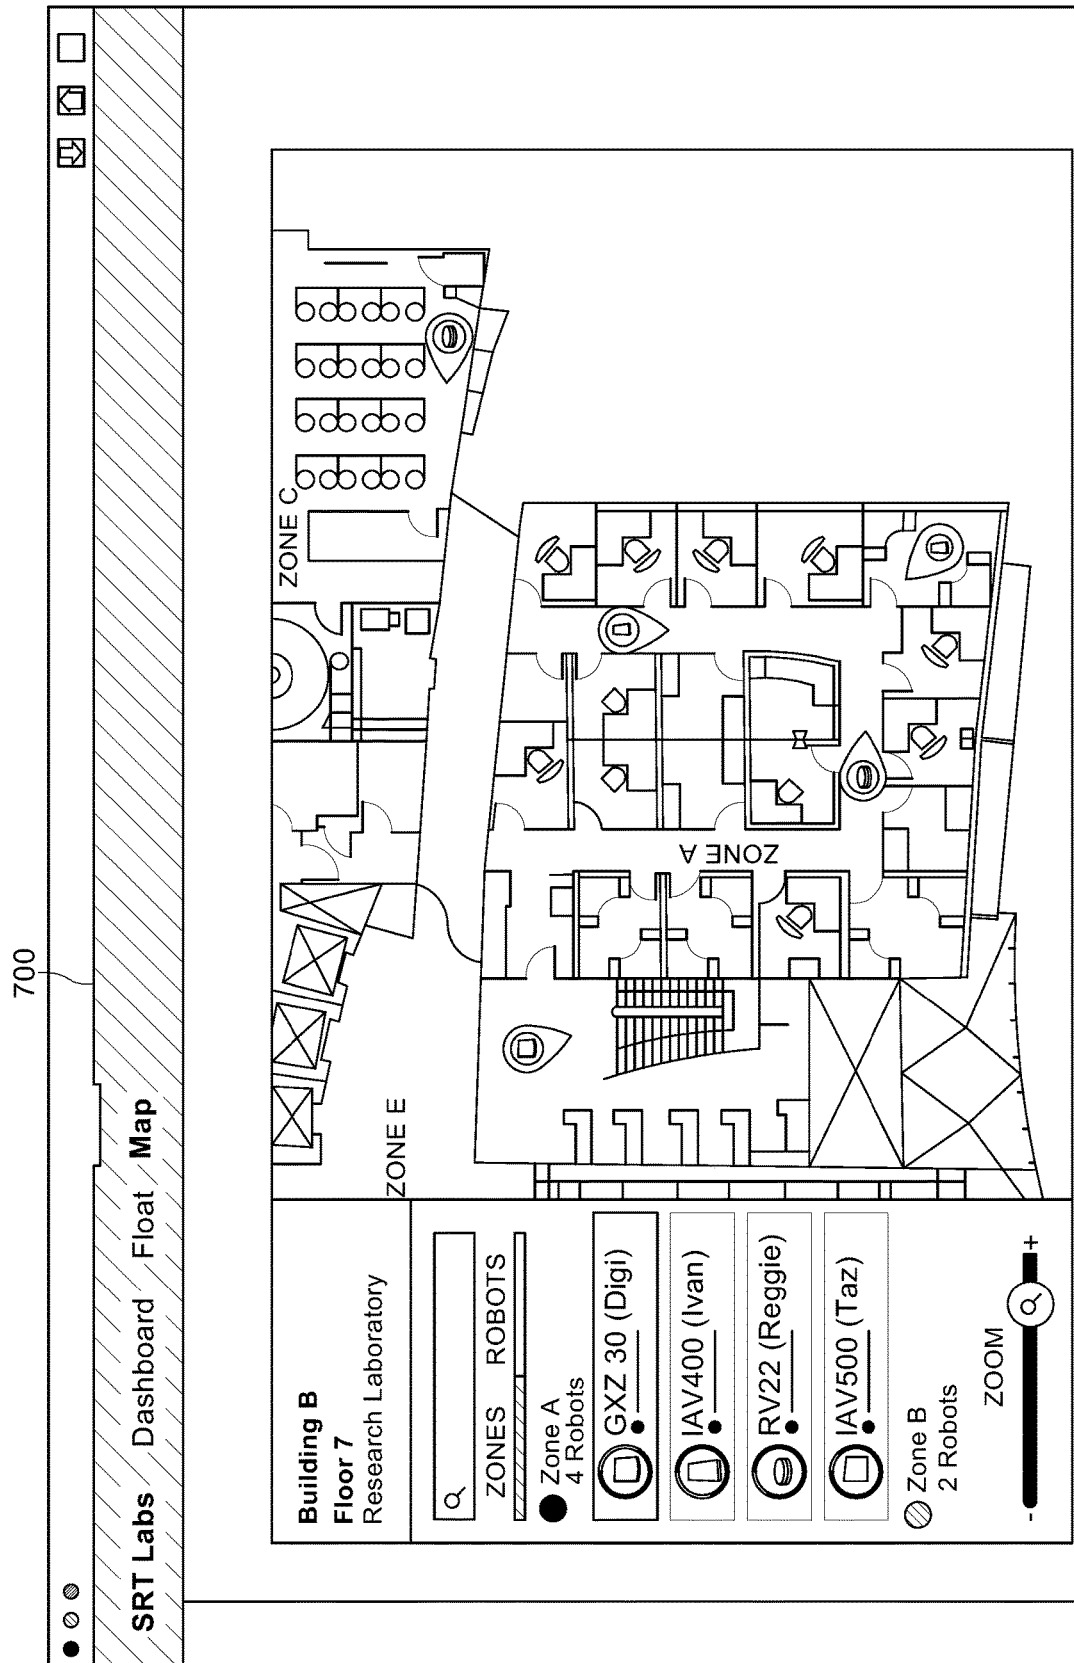 700
SRT Labs Dashboard Float Map
Building B
Floor 7
Research Laboratory
ZONES ROBOTS
Zone A
4 Robots
GXZ 30 (Digi)
IAV400 (Ivan)
RV22 (Reggie)
IAV500 (Taz)
Zone B
2 Robots
ZOOM
- +
ZONE E
ZONE A
ZONE C